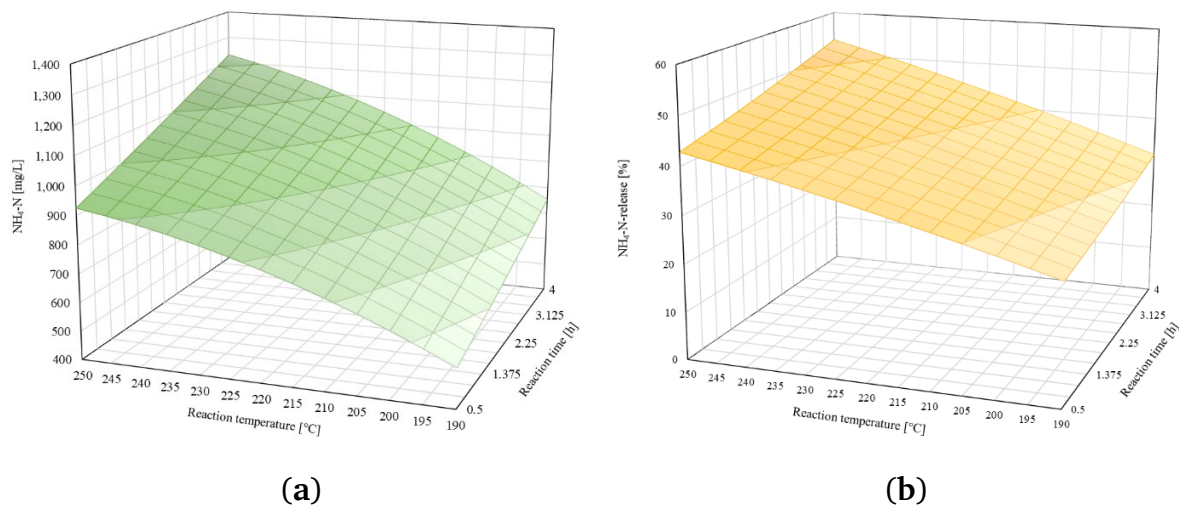 1,400
1,300
1,200
1,100
1,000
900
800
700
600
500
400
NH₄-N [mg/L]
250 245 240 235 230 225 220 215 210 205 200 195 190
Reaction temperature [°C]
0.5
1.375
2.25
3.125
4
Reaction time [h]
(a)
60
50
40
30
20
10
0
NH₄-N-release [%]
250 245 240 235 230 225 220 215 210 205 200 195 190
Reaction temperature [°C]
0.5
1.375
2.25
3.125
4
Reaction time [h]
(b)